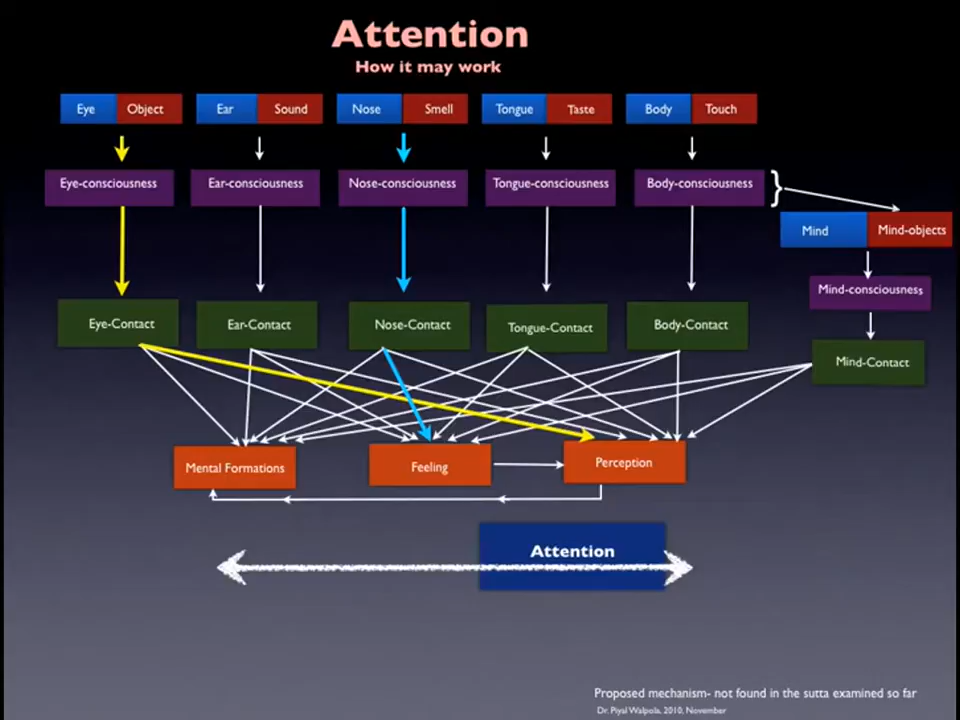 Attention
How it may work
Eye Object Ear Sound Nose Smell Tongue Taste Body Touch
Eye-consciousness Ear-consciousness Nose-consciousness Tongue-consciousness Body-consciousness }
Mind Mind-objects
Mind-consciousness
Eye-Contact Ear-Contact Nose-Contact Tongue-Contact Body-Contact
Mind-Contact
Mental Formations Feeling Perception
Attention
Proposed mechanism- not found in the sutta examined so far
Dr. Piyal Walpola, 2010, November